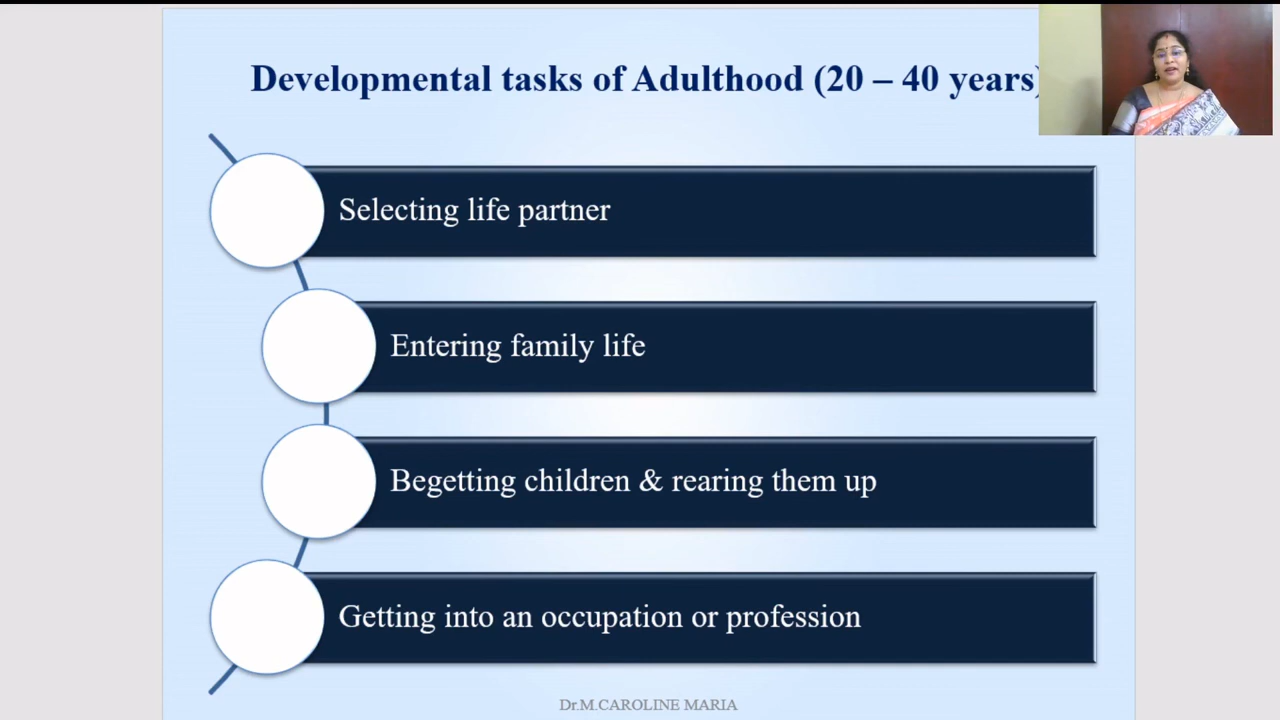 Developmental tasks of Adulthood (20 – 40 years)
Selecting life partner
Entering family life
Begetting children & rearing them up
Getting into an occupation or profession
Dr.M.CAROLINE MARIA